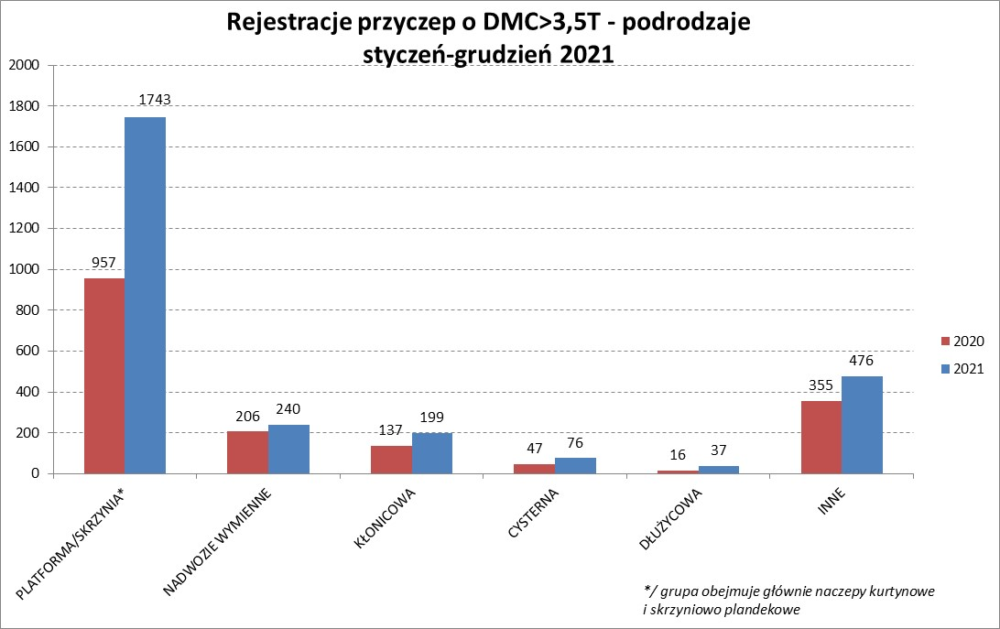 Rejestracje przyczep o DMC>3,5T - podrodzaje
styczeń-grudzień 2021
2000
1800
1600
1400
1200
1000
800
600
400
200
0
957
1743
206
240
137
199
47
76
16
37
355
476
PLATFORMA/SKRZYNIA*
NADWOZIE WYMIENNE
KŁONICOWA
CYSTERNA
DŁUŻYCOWA
INNE
2020
2021
*/ grupa obejmuje głównie naczepy kurtynowe
i skrzyniowo plandekowe